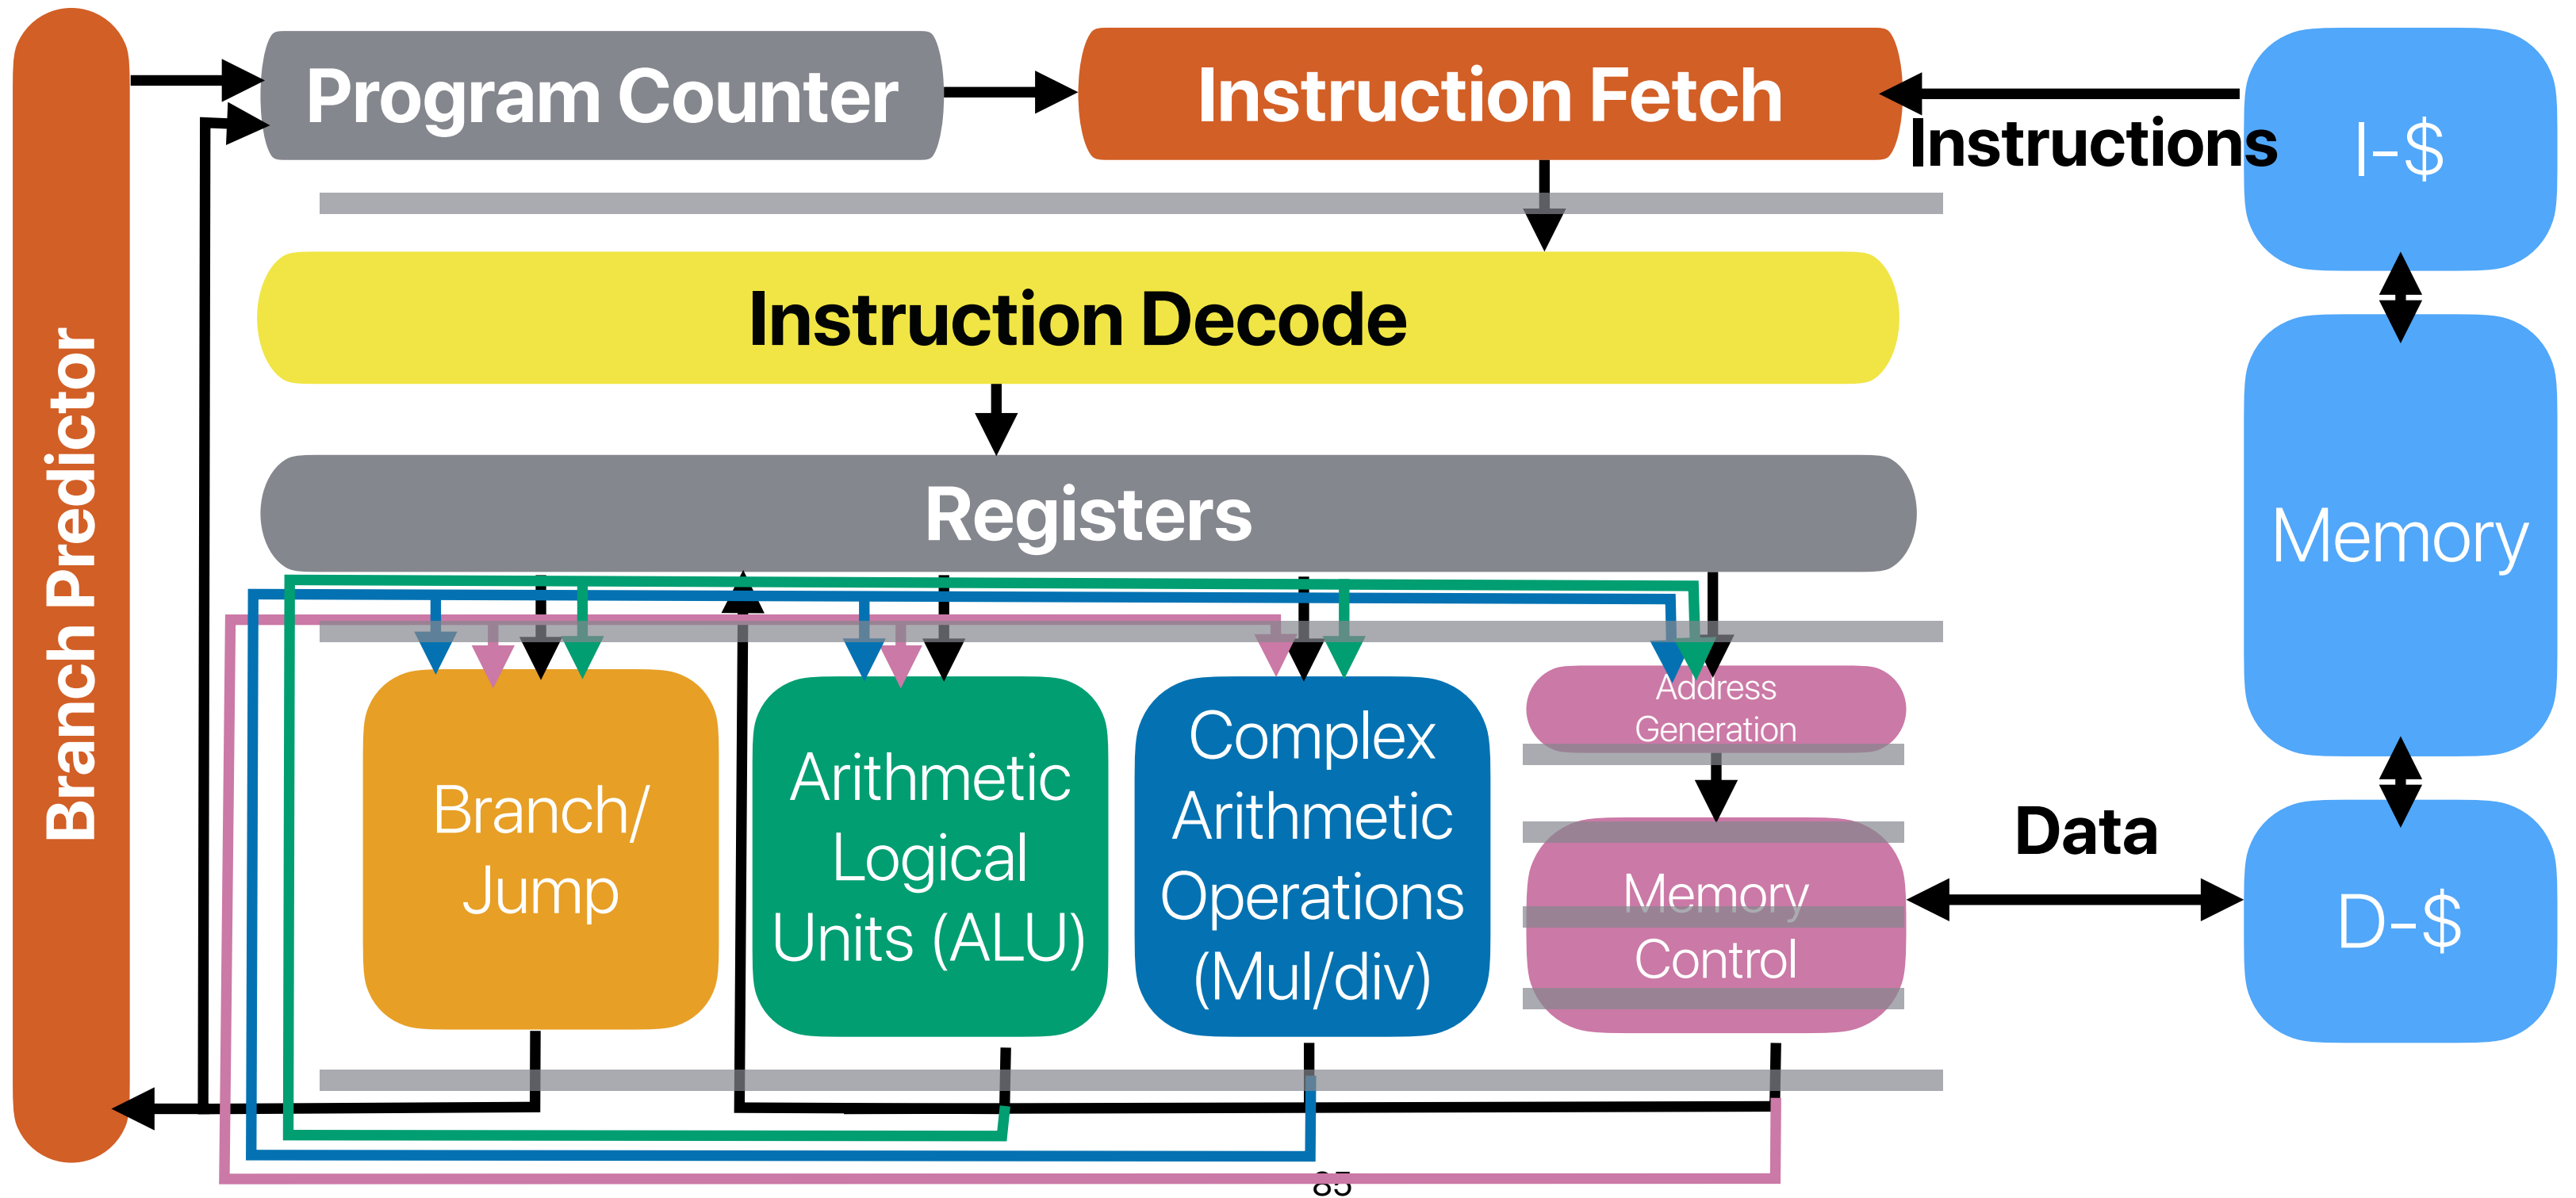 Branch Predictor
Program Counter
Instruction Fetch
Instructions
I-$
Instruction Decode
Registers
Memory
Branch/
Jump
Arithmetic
Logical
Units (ALU)
Complex
Arithmetic
Operations
(Mul/div)
Address
Generation
Memory
Control
Data
D-$
85